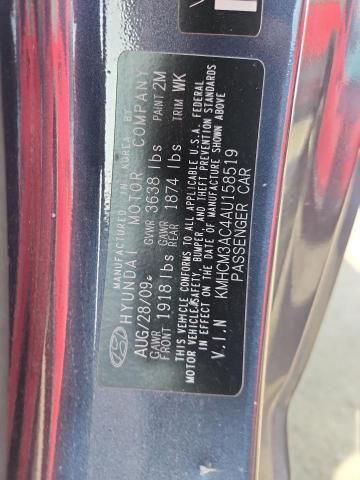 MANUFACTURED IN KOREA BY
HYUNDAI MOTOR COMPANY
AUG/28/09 GVWR 3638 lbs PAINT 2M
GAWR FRONT 1918 lbs GAWR REAR 1874 lbs TRIM WK
THIS VEHICLE CONFORMS TO ALL APPLICABLE U.S.A. FEDERAL
MOTOR VEHICLE SAFETY, BUMPER, AND THEFT PREVENTION STANDARDS
IN EFFECT ON THE DATE OF MANUFACTURE SHOWN ABOVE
V.I.N KMHCM3AC4AU158519
PASSENGER CAR